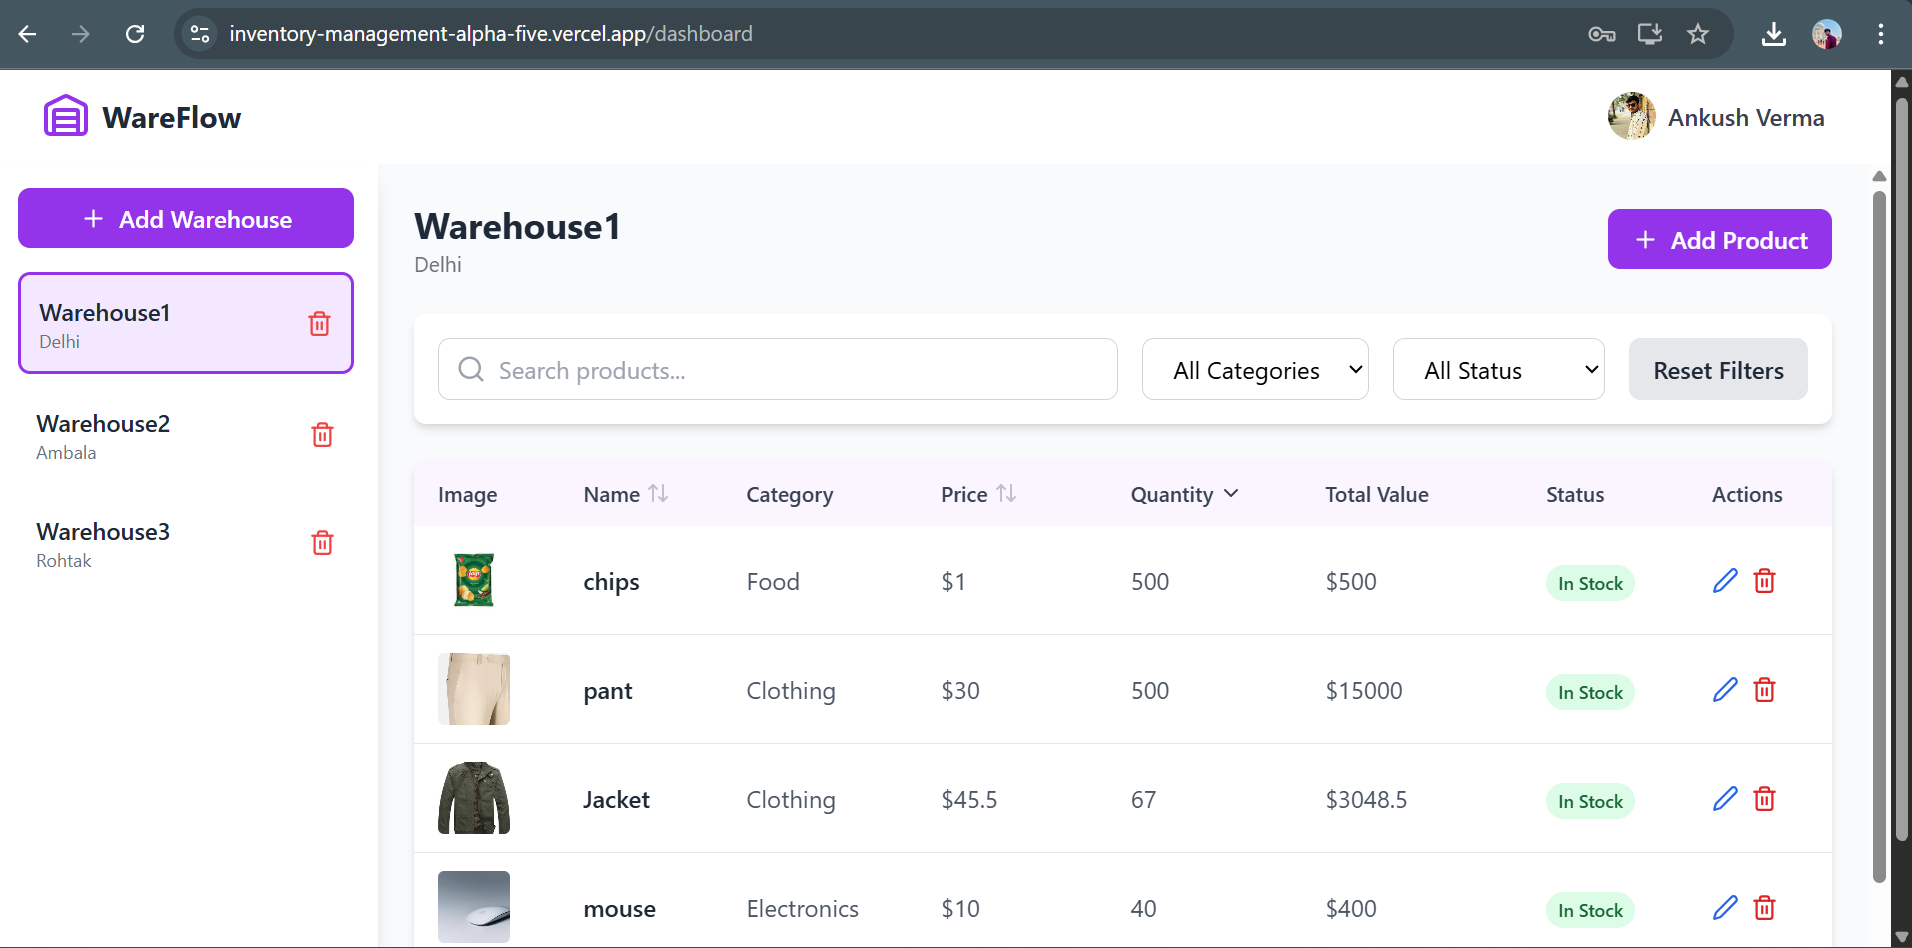 inventory-management-alpha-five.vercel.app/dashboard
WareFlow
Ankush Verma
+ Add Warehouse
Warehouse1
Delhi
Warehouse2
Ambala
Warehouse3
Rohtak
Warehouse1
Delhi
+ Add Product
Search products...
All Categories
All Status
Reset Filters
Image Name Category Price Quantity Total Value Status Actions
chips Food $1 500 $500 In Stock
pant Clothing $30 500 $15000 In Stock
Jacket Clothing $45.5 67 $3048.5 In Stock
mouse Electronics $10 40 $400 In Stock